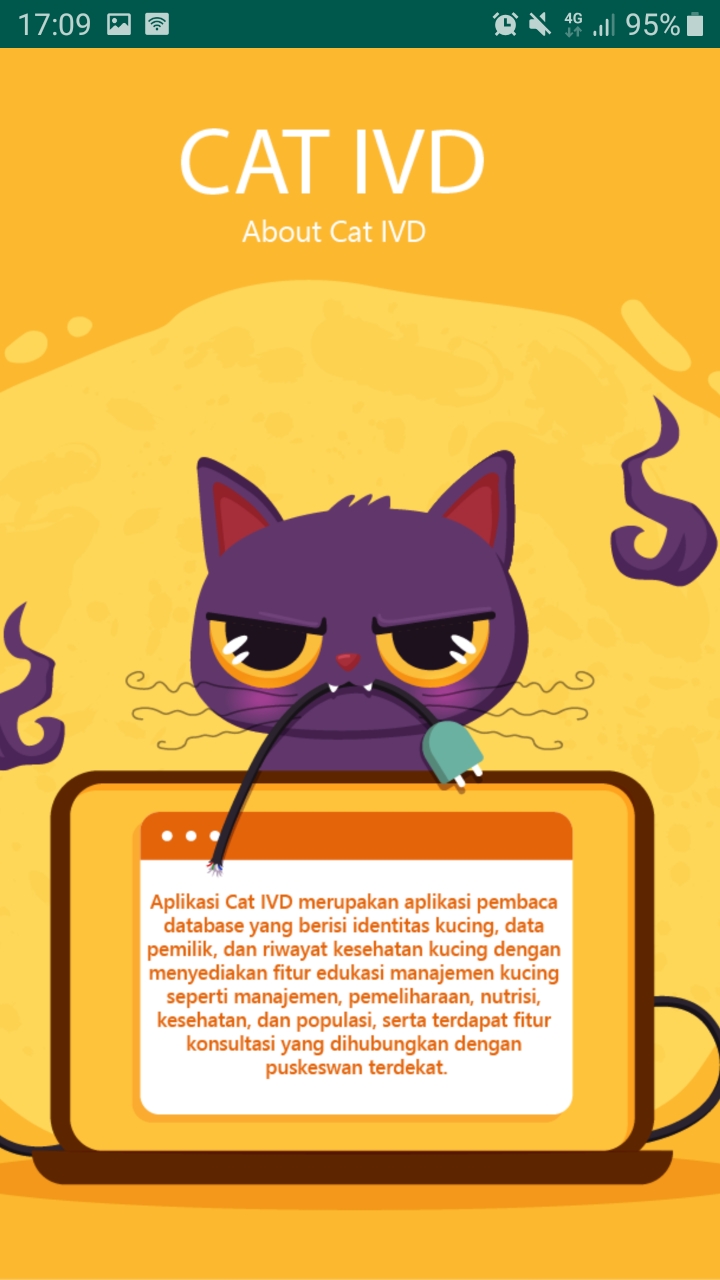 17:09 4G 95%
CAT IVD
About Cat IVD
Aplikasi Cat IVD merupakan aplikasi pembaca
database yang berisi identitas kucing, data
pemilik, dan riwayat kesehatan kucing dengan
menyediakan fitur edukasi manajemen kucing
seperti manajemen, pemeliharaan, nutrisi,
kesehatan, dan populasi, serta terdapat fitur
konsultasi yang dihubungkan dengan
puskeswan terdekat.